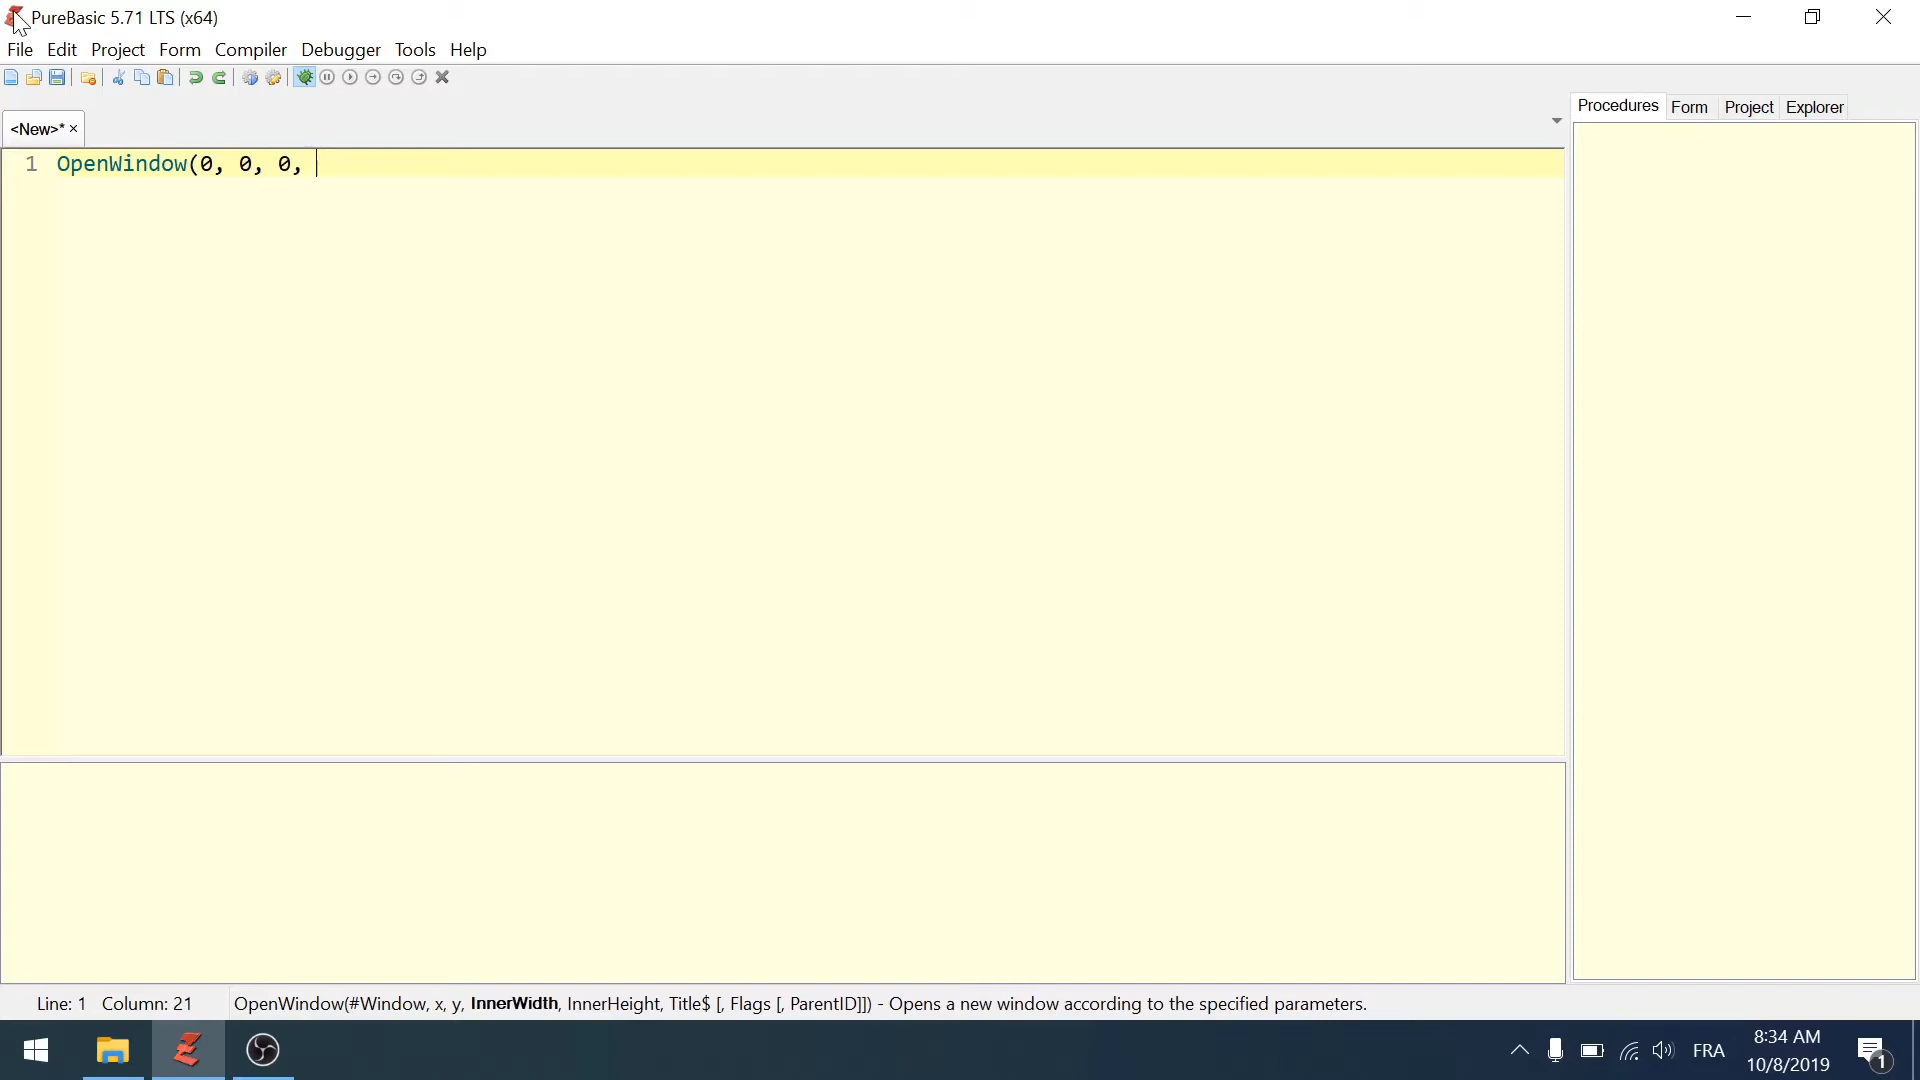 PureBasic 5.71 LTS (x64)
File Edit Project Form Compiler Debugger Tools Help
Procedures Form Project Explorer
<New>* ×
1 OpenWindow(0, 0, 0,
Line: 1 Column: 21 OpenWindow(#Window, x, y, InnerWidth, InnerHeight, Title$ [, Flags [, ParentID]]) - Opens a new window according to the specified parameters.
FRA
8:34 AM
10/8/2019
1